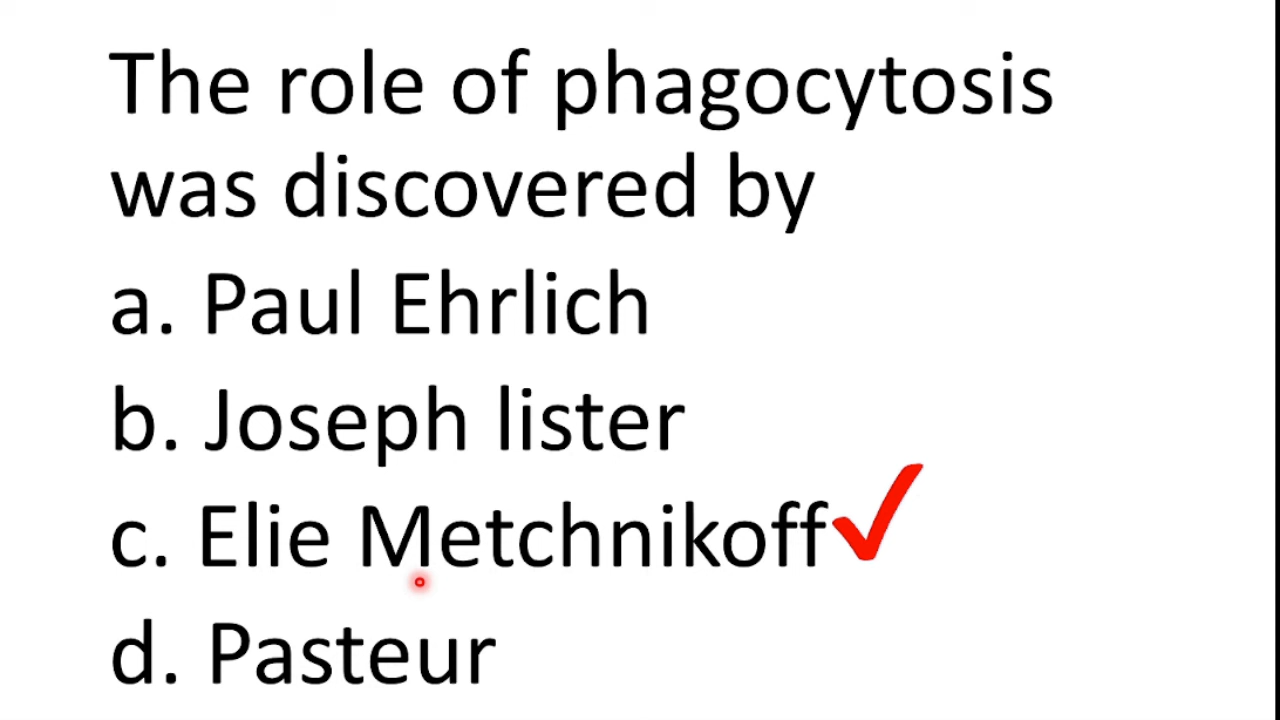 The role of phagocytosis
was discovered by
a. Paul Ehrlich
b. Joseph lister
c. Elie Metchnikoff
d. Pasteur